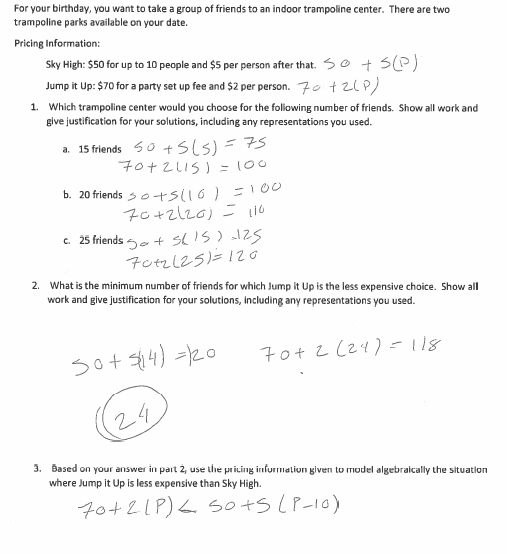 For your birthday, you want to take a group of friends to an indoor trampoline center. There are two
trampoline parks available on your date.
Pricing Information:
Sky High: $50 for up to 10 people and $5 per person after that. 50 + 5(P)
Jump it Up: $70 for a party set up fee and $2 per person. 70 + 2(P)
1. Which trampoline center would you choose for the following number of friends. Show all work and
give justification for your solutions, including any representations you used.
a. 15 friends 50 + 5(5) = 75
70 + 2(15) = 100
b. 20 friends 50 + 5(10) = 100
70 + 2(20) = 110
c. 25 friends 50 + 5(15) = 125
70 + 2(25) = 120
2. What is the minimum number of friends for which Jump it Up is the less expensive choice. Show all
work and give justification for your solutions, including any representations you used.
50 + 5(14) = 120 70 + 2(24) = 118
24
3. Based on your answer in part 2, use the pricing information given to model algebraically the situation
where Jump it Up is less expensive than Sky High.
70 + 2(P) < 50 + 5(P-10)